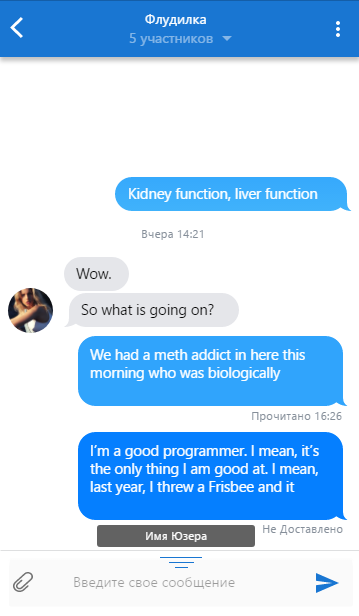 Флудилка
5 участников
Kidney function, liver function
Вчера 14:21
Wow.
So what is going on?
We had a meth addict in here this
morning who was biologically
Прочитано 16:26
I’m a good programmer. I mean, it’s
the only thing I am good at. I mean,
last year, I threw a Frisbee and it
Не Доставлено
Имя Юзера
Введите свое сообщение